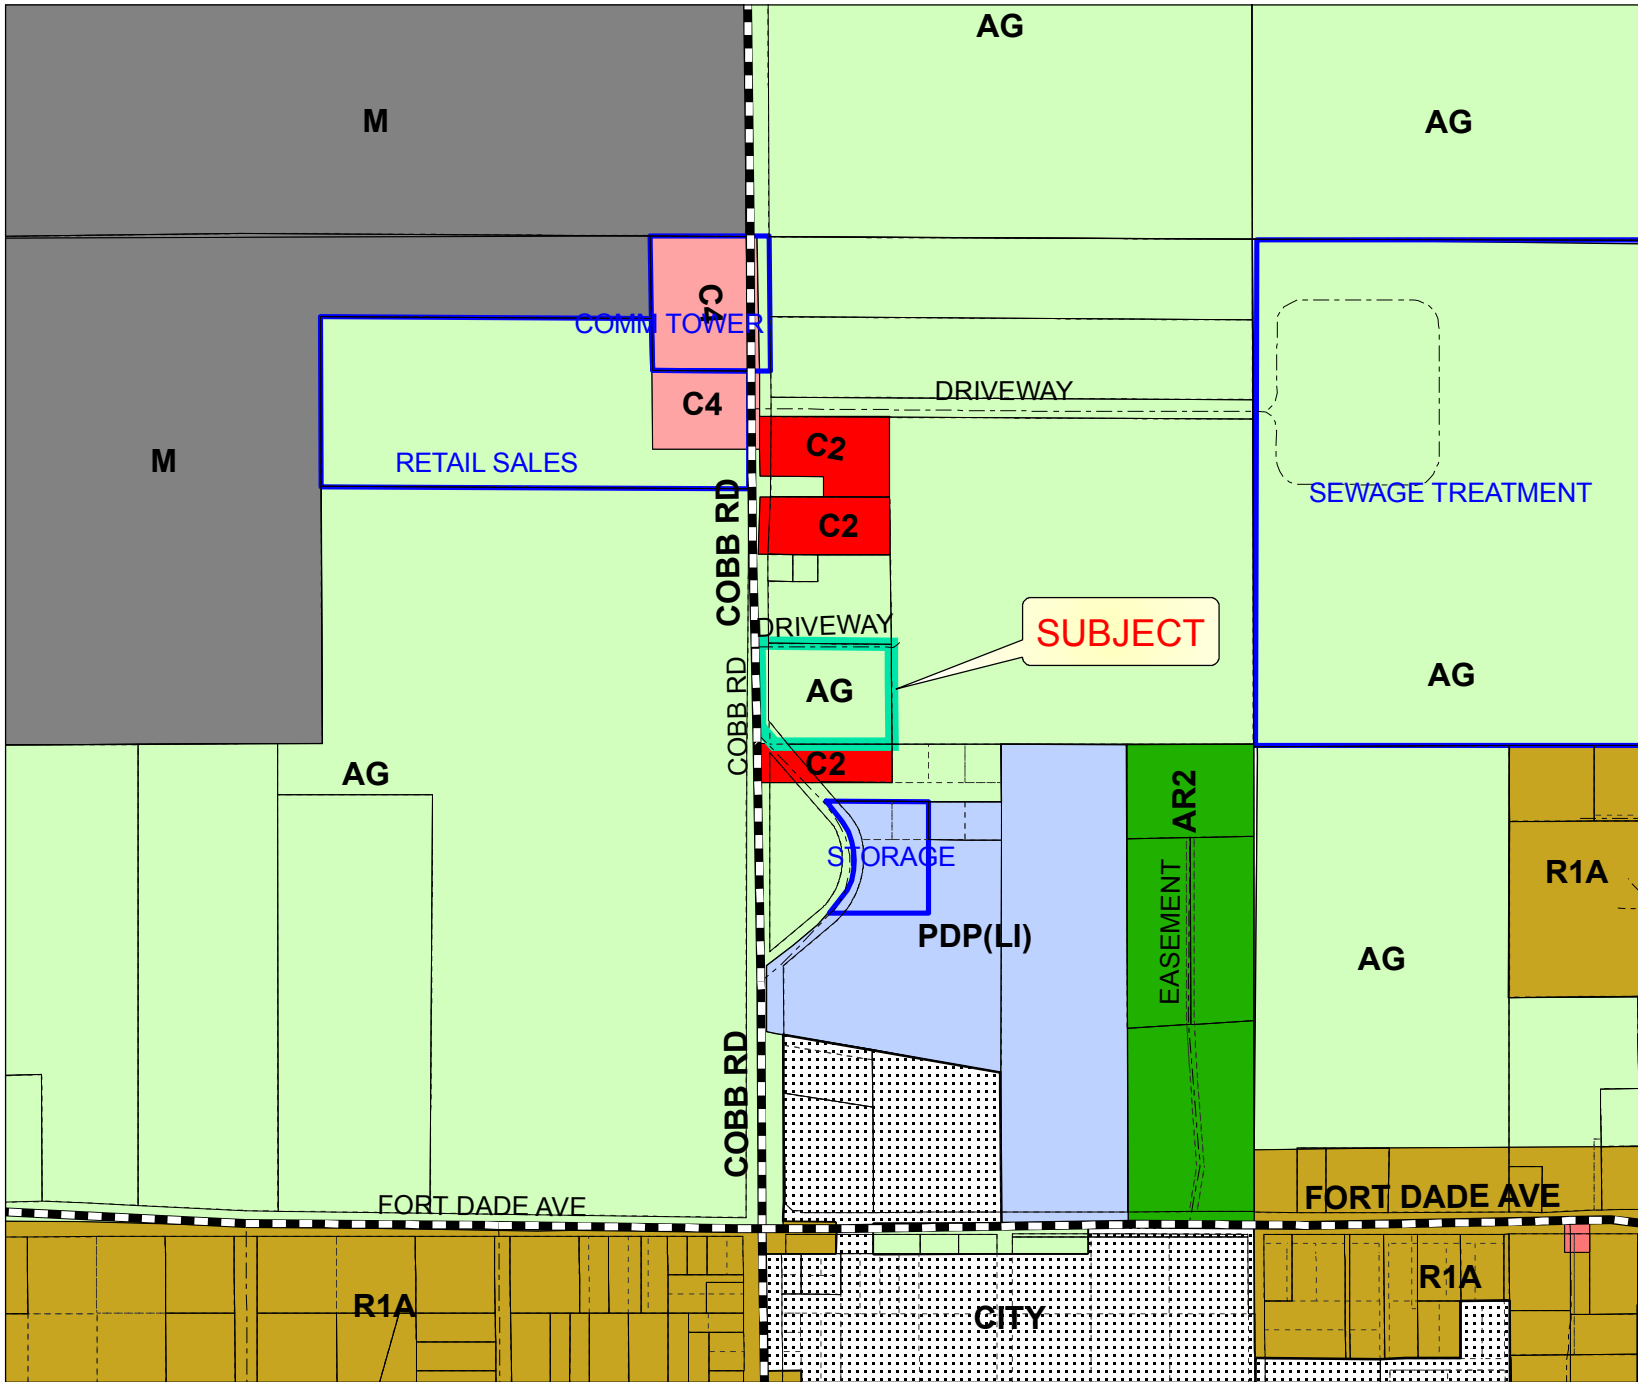 AG
M
AG
C4
COMM TOWER
DRIVEWAY
C4
C2
M
RETAIL SALES
SEWAGE TREATMENT
C2
COBB RD
DRIVEWAY
SUBJECT
AG
AG
COBB RD
C2
AG
AR2
STORAGE
R1A
EASEMENT
PDP(LI)
AG
COBB RD
FORT DADE AVE
FORT DADE AVE
R1A
R1A
CITY